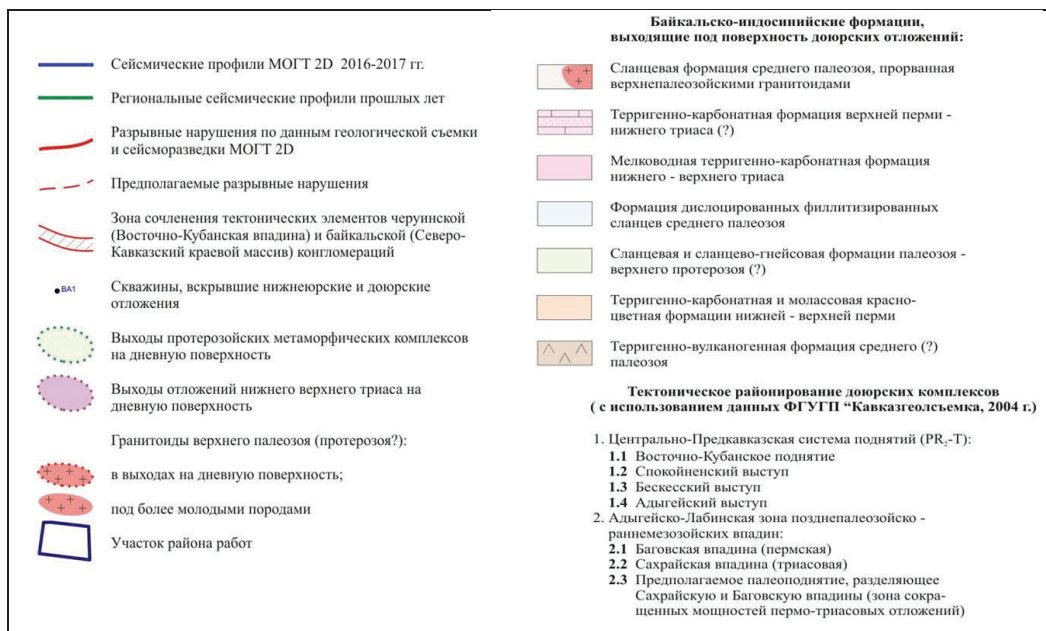 Сейсмические профили МОГТ 2D 2016-2017 гг.
Региональные сейсмические профили прошлых лет
Разрывные нарушения по данным геологической съемки
и сейсморазведки МОГТ 2D
Предполагаемые разрывные нарушения
Зона сочленения тектонических элементов черуинской
(Восточно-Кубанская впадина) и байкальской (Северо-
Кавказский краевой массив) конгломераций
ВА1
Скважины, вскрывшие нижнеюрские и доюрские
отложения
Выходы протерозойских метаморфических комплексов
на дневную поверхность
Выходы отложений нижнего верхнего триаса на
дневную поверхность
Гранитоиды верхнего палеозоя (протерозоя?):
в выходах на дневную поверхность;
под более молодыми породами
Участок района работ
Байкальско-индосинийские формации,
выходящие под поверхность доюрских отложений:
Сланцевая формация среднего палеозоя, прорванная
верхнепалеозойскими гранитоидами
Терригенно-карбонатная формация верхней перми -
нижнего триаса (?)
Мелководная терригенно-карбонатная формация
нижнего - верхнего триаса
Формация дислоцированных филлитизированных
сланцев среднего палеозоя
Сланцевая и сланцево-гнейсовая формации палеозоя -
верхнего протерозоя (?)
Терригенно-карбонатная и молассовая красно-
цветная формации нижней - верхней перми
Терригенно-вулканогенная формация среднего (?)
палеозоя
Тектоническое районирование доюрских комплексов
( с использованием данных ФГУГП “Кавказгеолсъемка, 2004 г.)
1. Центрально-Предкавказская система поднятий (PR₂-T):
1.1 Восточно-Кубанское поднятие
1.2 Спокойненский выступ
1.3 Бескесский выступ
1.4 Адыгейский выступ
2. Адыгейско-Лабинская зона позднепалеозойско -
раннемезозойских впадин:
2.1 Баговская впадина (пермская)
2.2 Сахрайская впадина (триасовая)
2.3 Предполагаемое палеоподнятие, разделяющее
Сахрайскую и Баговскую впадины (зона сокра-
щенных мощностей пермо-триасовых отложений)